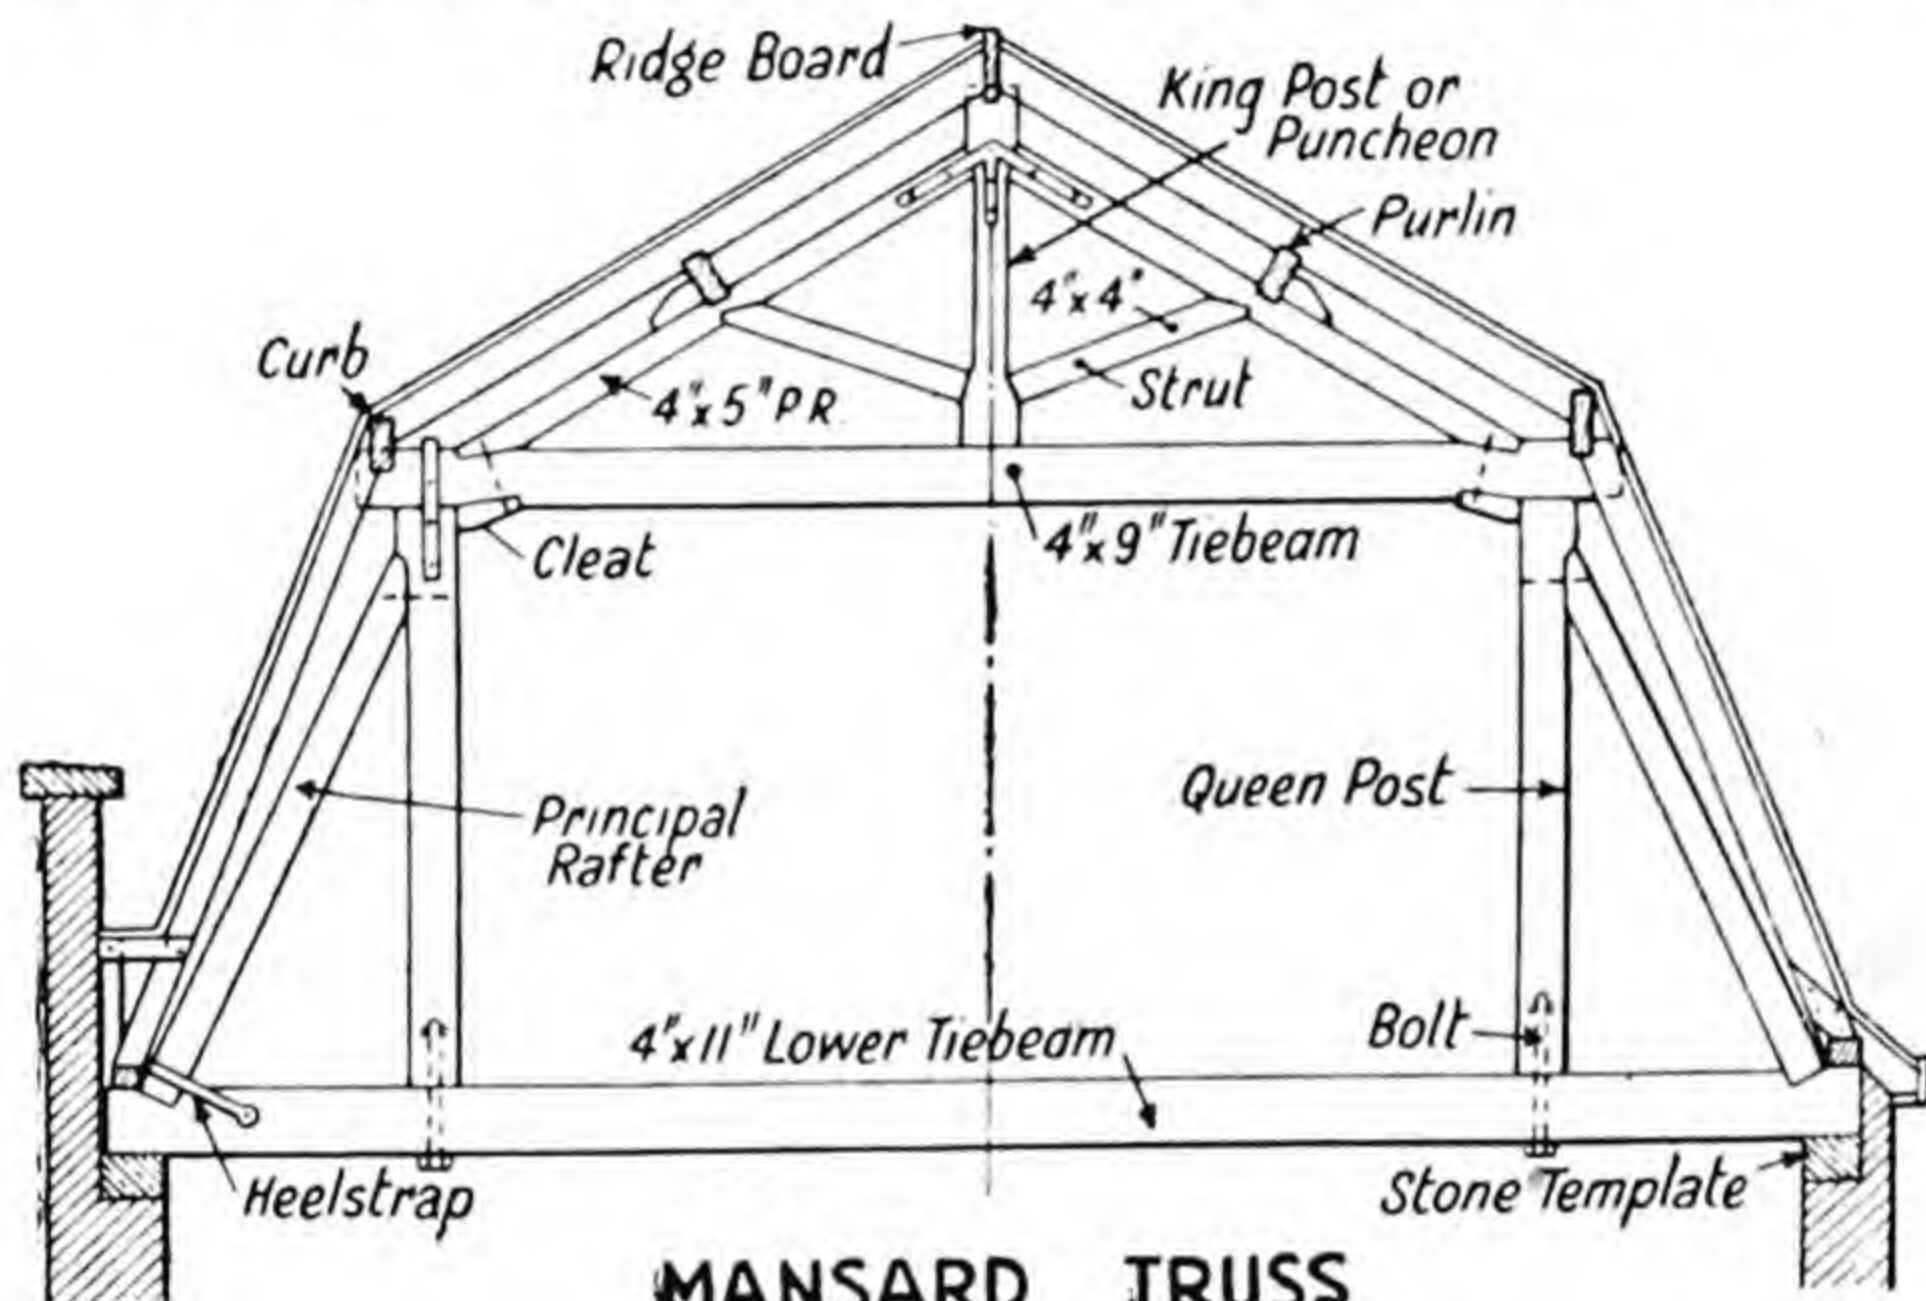 Ridge Board
King Post or
Puncheon
Purlin
4"x4"
Curb
Strut
4"x5" P R.
Cleat
4"x9" Tiebeam
Principal
Rafter
Queen Post
4"x11" Lower Tiebeam
Bolt
Heelstrap
Stone Template
MANSARD TRUSS